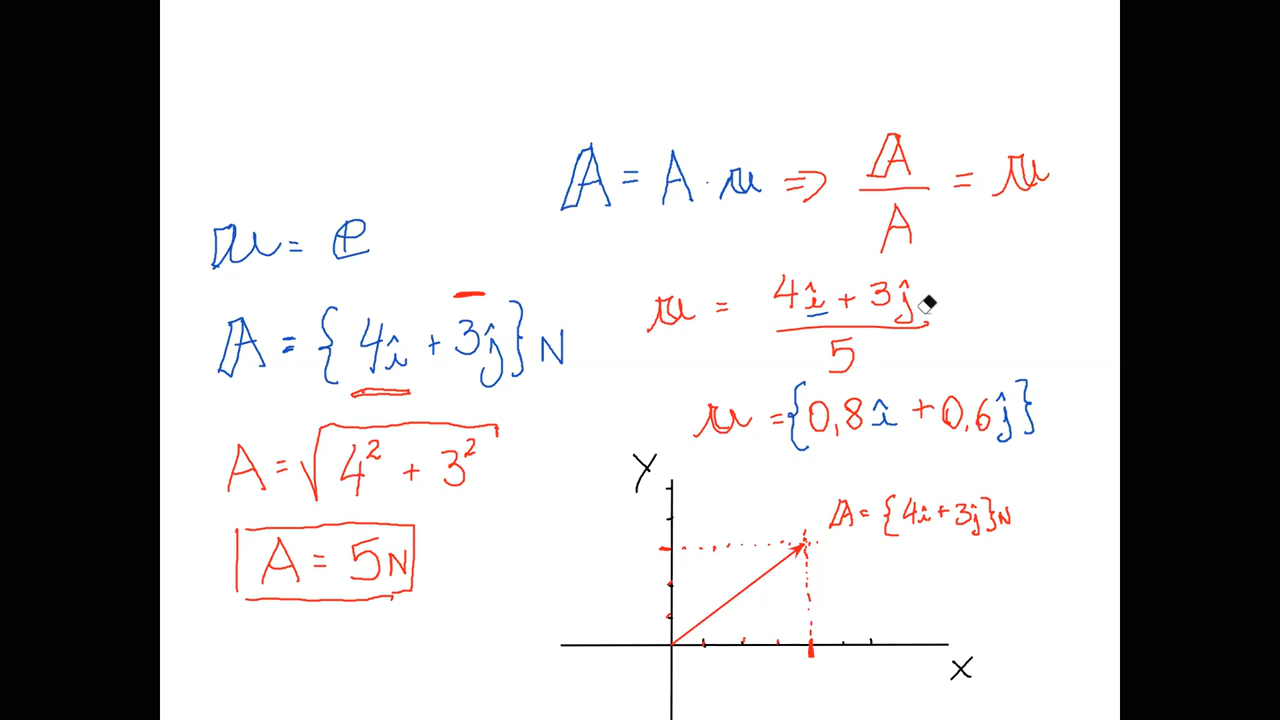 𝔸 = A · 𝕦 ⇒ 𝔸/A = 𝕦
𝕦 = 𝕖
𝕦 = (4î + 3ĵ)/5
𝔸 = {4î + 3ĵ} N
𝕦 = {0,8î + 0,6ĵ}
A = √(4² + 3²)
A = 5N
Y
𝔸 = {4î + 3ĵ}N
X